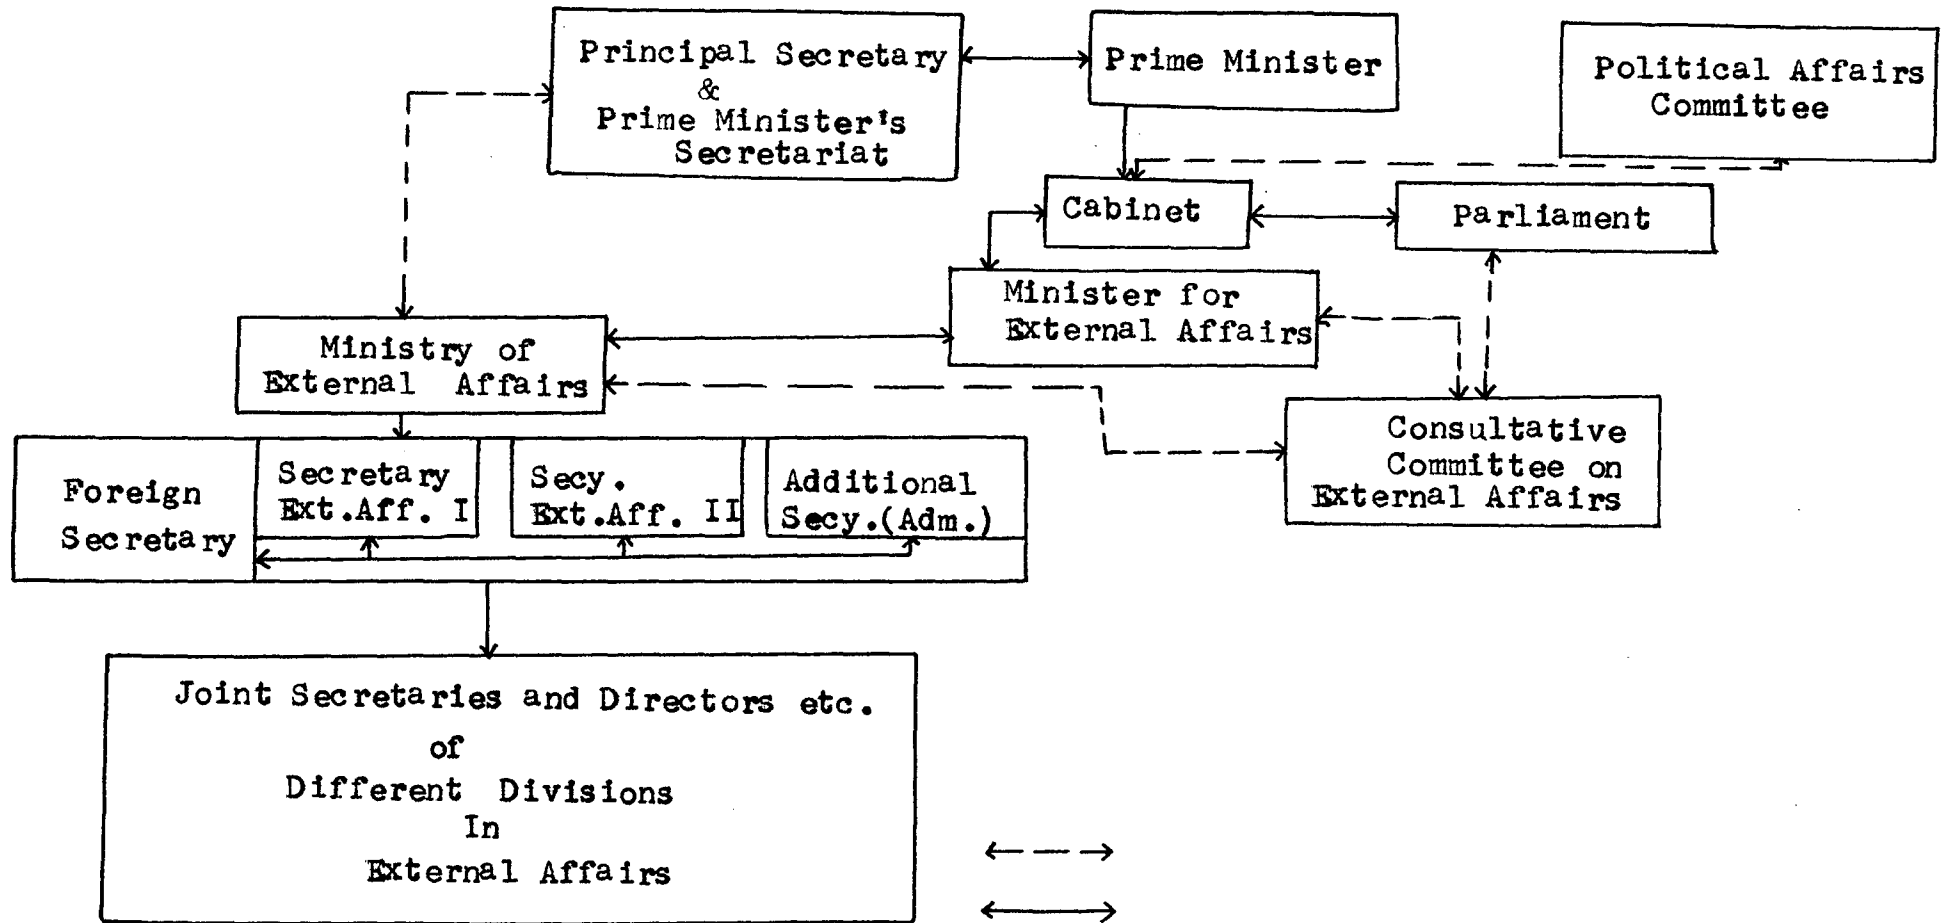 Principal Secretary
&
Prime Minister's
Secretariat
Prime Minister
Political Affairs
Committee
Cabinet
Parliament
Minister for
External Affairs
Ministry of
External Affairs
Consultative
Committee on
External Affairs
Foreign
Secretary
Secretary
Ext.Aff. I
Secy.
Ext.Aff. II
Additional
Secy.(Adm.)
Joint Secretaries and Directors etc.
of
Different Divisions
In
External Affairs